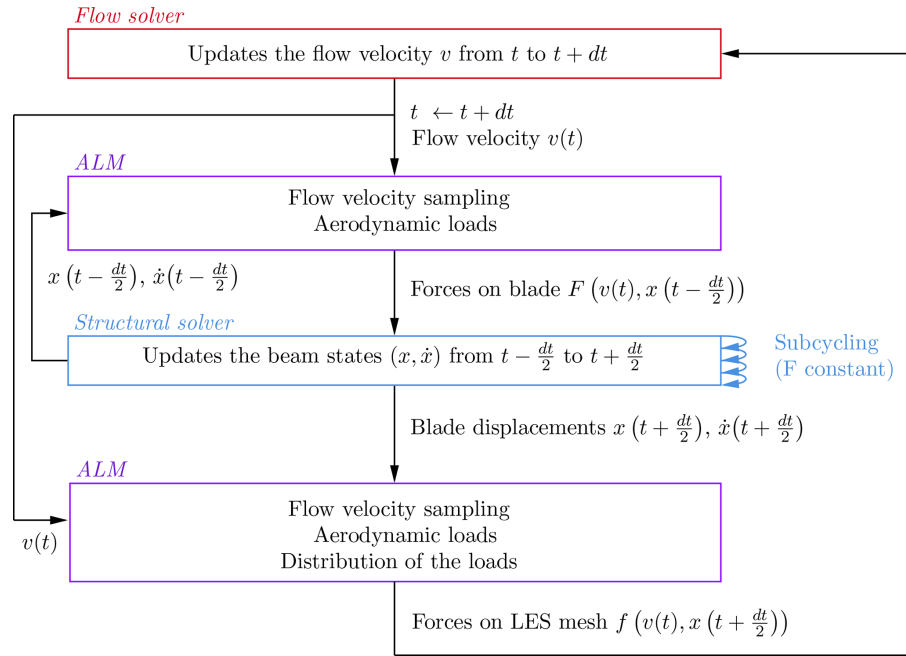 Flow solver
Updates the flow velocity v from t to t + dt
t ← t + dt
Flow velocity v(t)
ALM
Flow velocity sampling
Aerodynamic loads
x (t − dt/2), ẋ(t − dt/2)
Forces on blade F (v(t), x (t − dt/2))
Structural solver
Updates the beam states (x, ẋ) from t − dt/2 to t + dt/2
Subcycling
(F constant)
Blade displacements x (t + dt/2), ẋ(t + dt/2)
ALM
Flow velocity sampling
Aerodynamic loads
Distribution of the loads
v(t)
Forces on LES mesh f (v(t), x (t + dt/2))